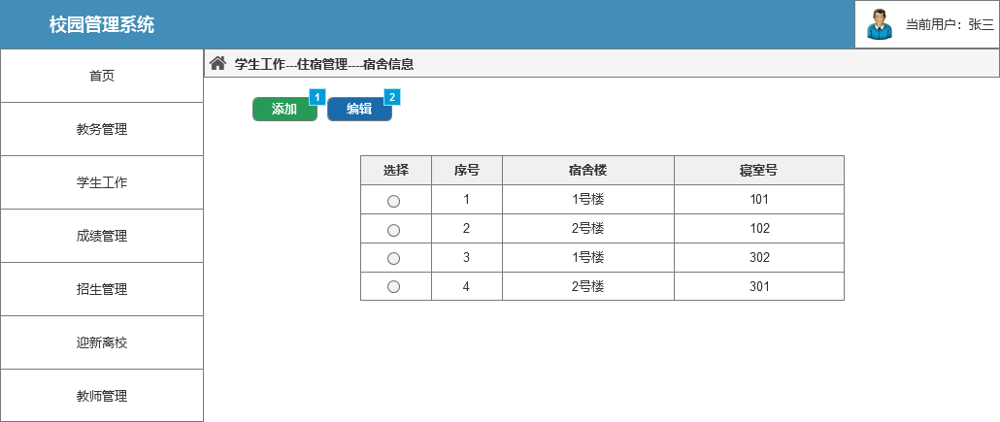 校园管理系统
当前用户：张三
首页
教务管理
学生工作
成绩管理
招生管理
迎新离校
教师管理
学生工作---住宿管理----宿舍信息
添加 1 编辑 2
选择 序号 宿舍楼 寝室号
1 1号楼 101
2 2号楼 102
3 1号楼 302
4 2号楼 301